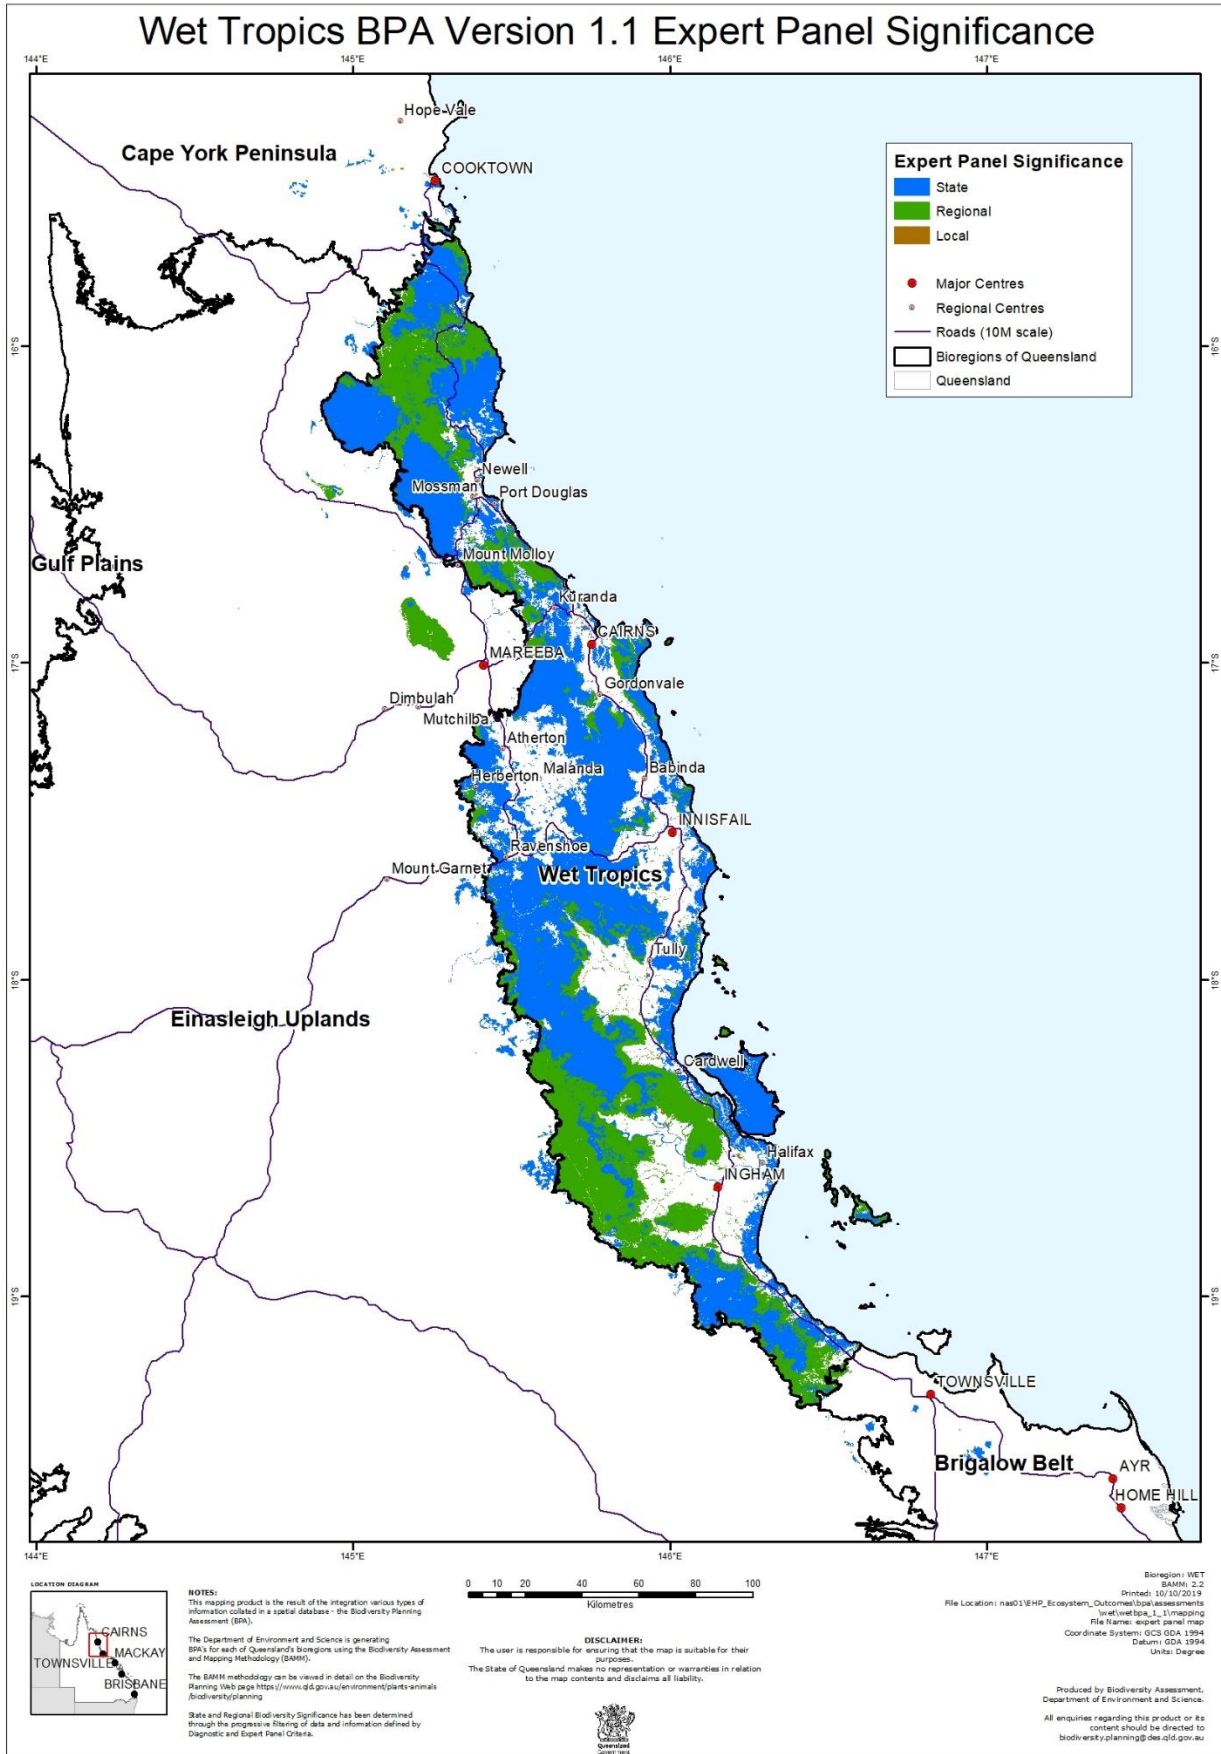 Wet Tropics BPA Version 1.1 Expert Panel Significance
144°E
145°E
146°E
147°E
Hope Vale
Cape York Peninsula
COOKTOWN
Expert Panel Significance
State
Regional
Local
Major Centres
Regional Centres
Roads (10M scale)
Bioregions of Queensland
Queensland
16°S
16°S
Newell
Mossman
Port Douglas
Gulf Plains
Mount Molloy
Kuranda
CAIRNS
MAREEBA
17°S
17°S
Gordonvale
Dimbulah
Mutchilba
Atherton
Malanda
Babinda
Herberton
INNISFAIL
Ravenshoe
Mount Garnet
Wet Tropics
Tully
18°S
18°S
Einasleigh Uplands
Cardwell
Halifax
INGHAM
19°S
19°S
TOWNSVILLE
Brigalow Belt
AYR
HOME HILL
144°E
145°E
146°E
147°E
LOCATION DIAGRAM
CAIRNS
MACKAY
TOWNSVILLE
BRISBANE
NOTES:
This mapping product is the result of the integration various types of
information collated in a spatial database - the Biodiversity Planning
Assessment (BPA).
The Department of Environment and Science is generating
BPA's for each of Queensland's bioregions using the Biodiversity Assessment
and Mapping Methodology (BAMM).
The BAMM methodology can be viewed in detail on the Biodiversity
Planning Web page https://www.qld.gov.au/environment/plants-animals
/biodiversity/planning
State and Regional Biodiversity Significance has been determined
through the progressive filtering of data and information defined by
Diagnostic and Expert Panel Criteria.
0 10 20 40 60 80 100
Kilometres
DISCLAIMER:
The user is responsible for ensuring that the map is suitable for their
purposes.
The State of Queensland makes no representation or warranties in relation
to the map contents and disclaims all liability.
Queensland
Government
Bioregion: WET
BAMM: 2.2
Printed: 10/10/2019
File Location: nas01\EHP_Ecosystem_Outcomes\bpa\assessments
\wet\wetbpa_1_1\mapping
File Name: expert panel map
Coordinate System: GCS GDA 1994
Datum: GDA 1994
Units: Degree
Produced by Biodiversity Assessment,
Department of Environment and Science.
All enquiries regarding this product or its
content should be directed to
biodiversity.planning@des.qld.gov.au